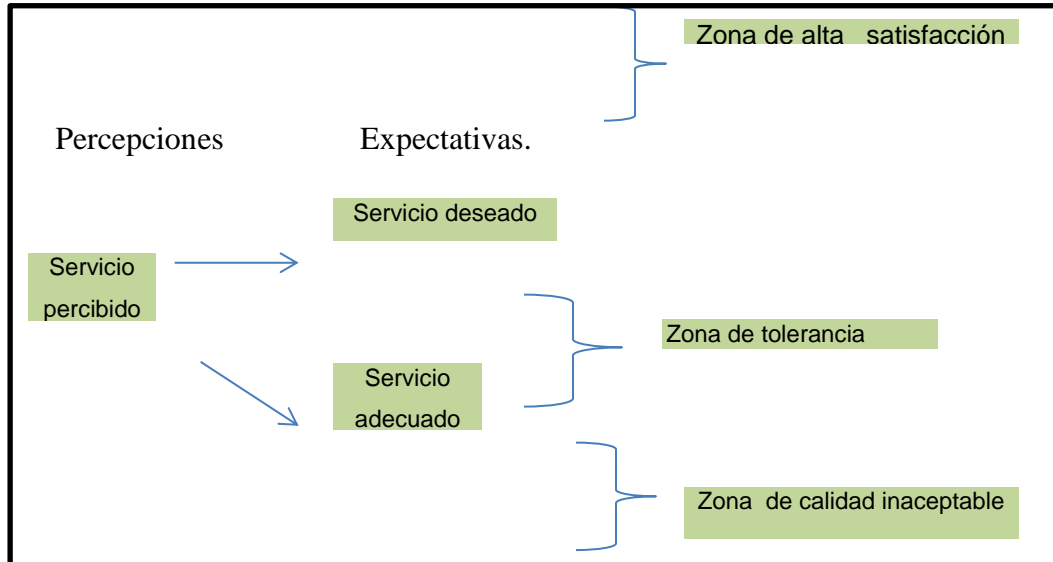 Zona de alta satisfacción
Percepciones
Expectativas.
Servicio deseado
Servicio
percibido
Zona de tolerancia
Servicio
adecuado
Zona de calidad inaceptable